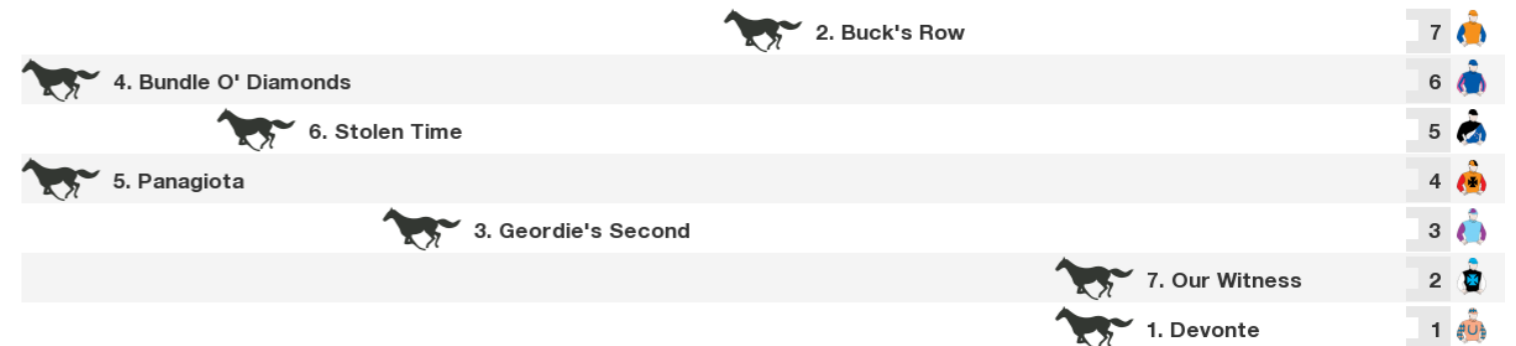 2. Buck's Row 7
4. Bundle O' Diamonds 6
6. Stolen Time 5
5. Panagiota 4
3. Geordie's Second 3
7. Our Witness 2
1. Devonte 1